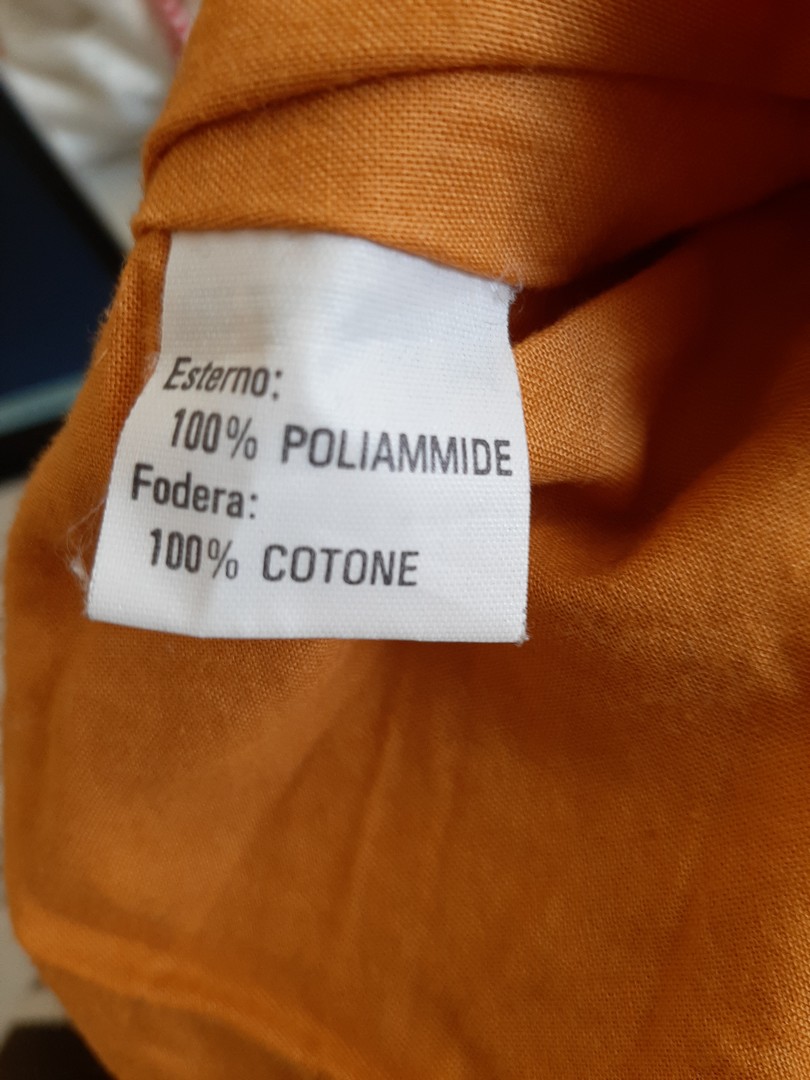 Esterno:
100% POLIAMMIDE
Fodera:
100% COTONE